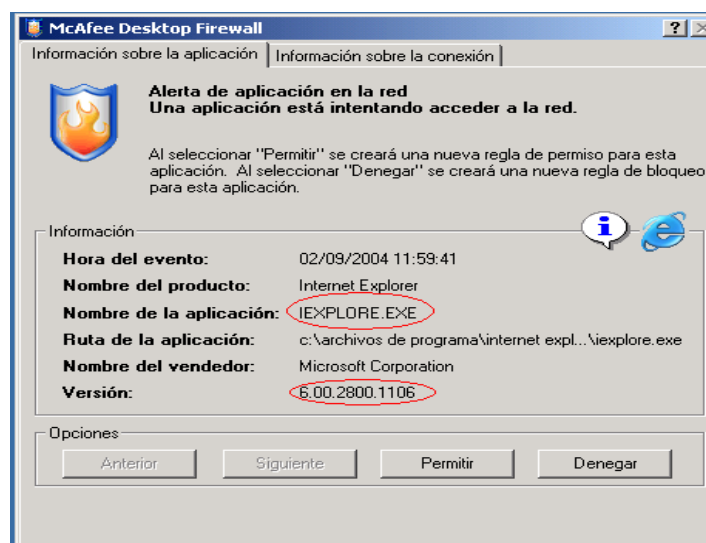 McAfee Desktop Firewall
Información sobre la aplicación
Información sobre la conexión
Alerta de aplicación en la red
Una aplicación está intentando acceder a la red.
Al seleccionar "Permitir" se creará una nueva regla de permiso para esta
aplicación. Al seleccionar "Denegar" se creará una nueva regla de bloqueo
para esta aplicación.
Información
Hora del evento: 02/09/2004 11:59:41
Nombre del producto: Internet Explorer
Nombre de la aplicación: IEXPLORE.EXE
Ruta de la aplicación: c:\archivos de programa\internet expl...\iexplore.exe
Nombre del vendedor: Microsoft Corporation
Versión: 6.00.2800.1106
Opciones
Anterior Siguiente Permitir Denegar